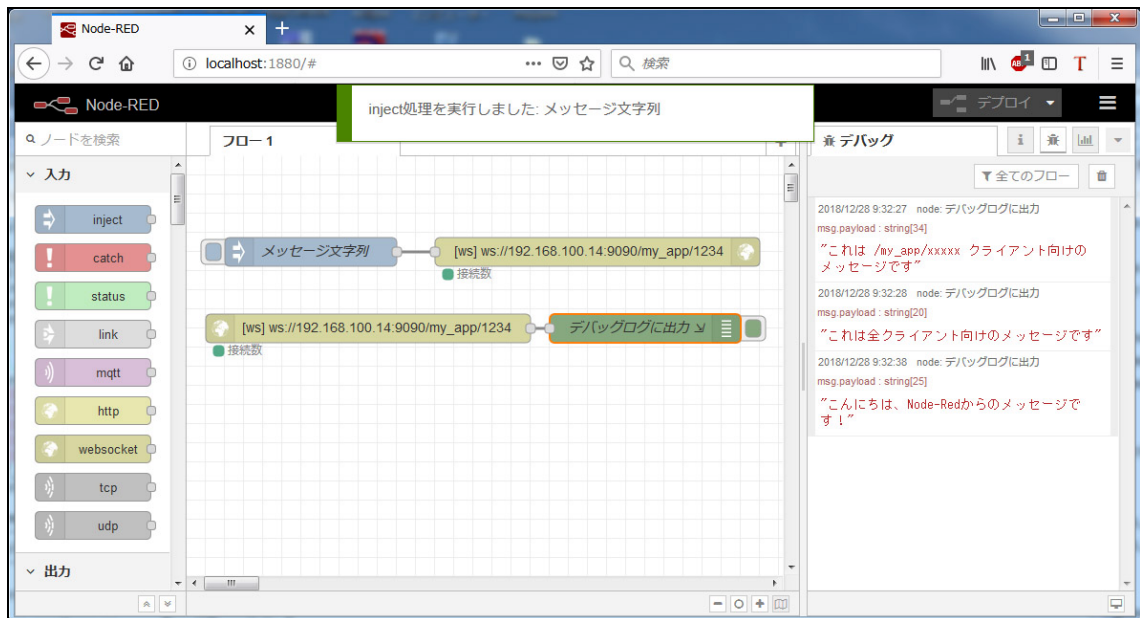 Node-RED
localhost:1880/#
検索
Node-RED
inject処理を実行しました: メッセージ文字列
デプロイ
ノードを検索
フロー 1
デバッグ
入力
全てのフロー
inject
catch
status
link
mqtt
http
websocket
tcp
udp
出力
メッセージ文字列
[ws] ws://192.168.100.14:9090/my_app/1234
接続数
[ws] ws://192.168.100.14:9090/my_app/1234
デバッグログに出力
接続数
2018/12/28 9:32:27 node: デバッグログに出力
msg.payload : string[34]
"これは /my_app/xxxxx クライアント向けの
メッセージです"
2018/12/28 9:32:28 node: デバッグログに出力
msg.payload : string[20]
"これは全クライアント向けのメッセージです"
2018/12/28 9:32:38 node: デバッグログに出力
msg.payload : string[25]
"こんにちは、Node-Redからのメッセージで
す！"